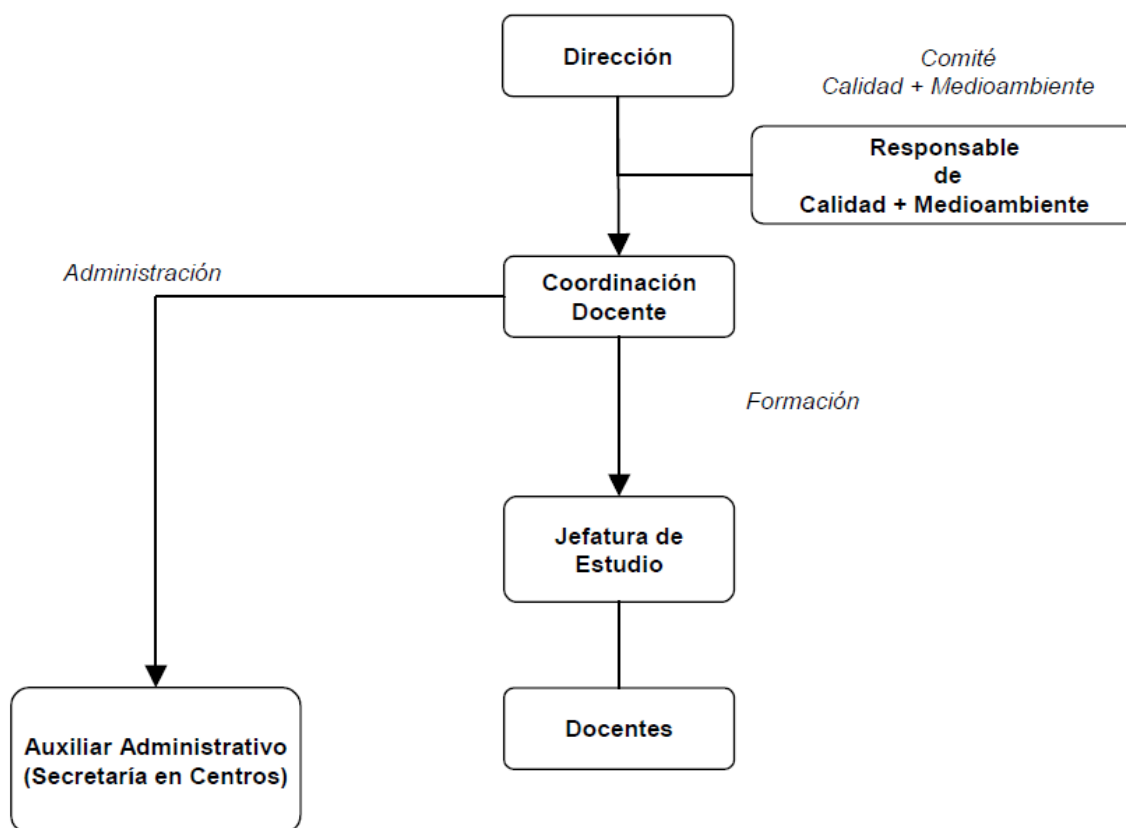 Dirección
Comité
Calidad + Medioambiente
Responsable
de
Calidad + Medioambiente
Administración
Coordinación
Docente
Formación
Jefatura de
Estudio
Auxiliar Administrativo
(Secretaría en Centros)
Docentes